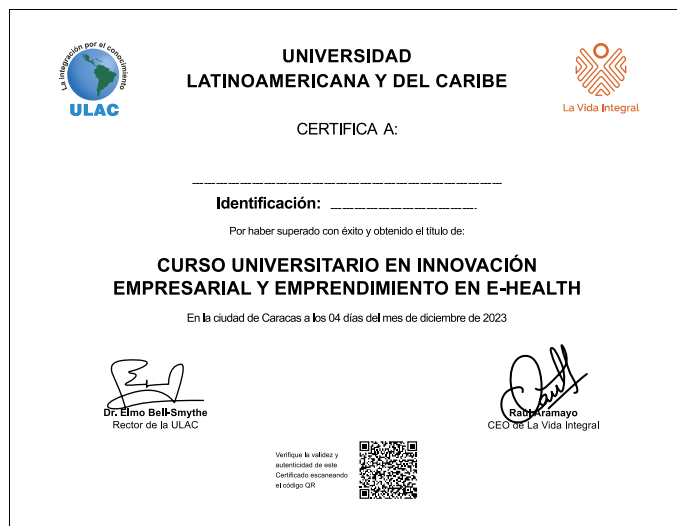 La integración por el conocimiento
ULAC
UNIVERSIDAD
LATINOAMERICANA Y DEL CARIBE
La Vida Integral
CERTIFICA A:
Identificación:
Por haber superado con éxito y obtenido el título de:
CURSO UNIVERSITARIO EN INNOVACIÓN
EMPRESARIAL Y EMPRENDIMIENTO EN E-HEALTH
En la ciudad de Caracas a los 04 días del mes de diciembre de 2023
Dr. Elmo Bell-Smythe
Rector de la ULAC
Raúl Aramayo
CEO de La Vida Integral
Verifique la validez y
autenticidad de este
Certificado escaneando
el código QR